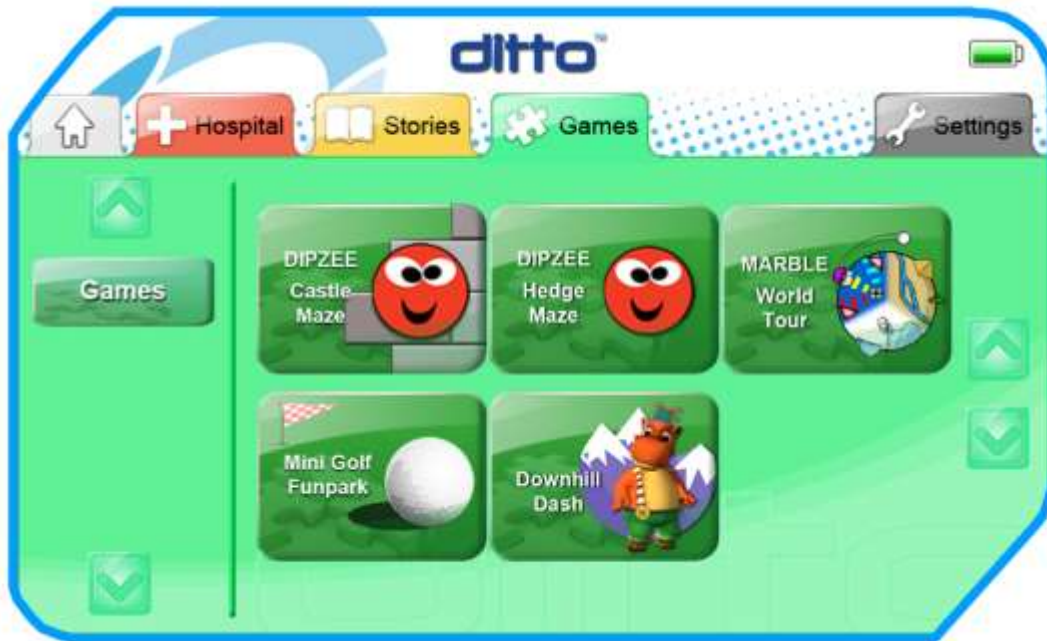 ditto™
Hospital
Stories
Games
Settings
Games
DIPZEE
Castle
Maze
DIPZEE
Hedge
Maze
MARBLE
World
Tour
Mini Golf
Funpark
Downhill
Dash
ditto